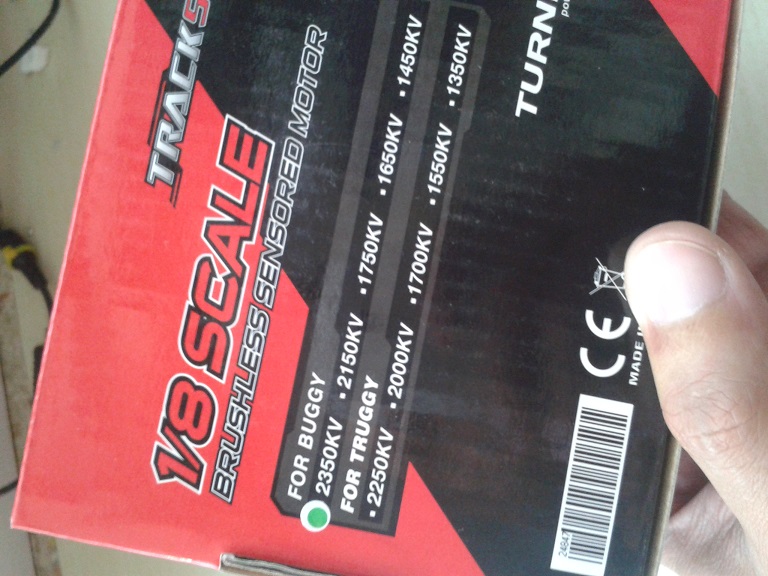 TRACKS
1/8 SCALE
BRUSHLESS SENSORED MOTOR
FOR BUGGY
2350KV ▪ 2150KV ▪ 1750KV ▪ 1650KV ▪ 1450KV
FOR TRUGGY
▪ 2250KV ▪ 2000KV ▪ 1700KV ▪ 1550KV ▪ 1350KV
TURN
CE
MADE